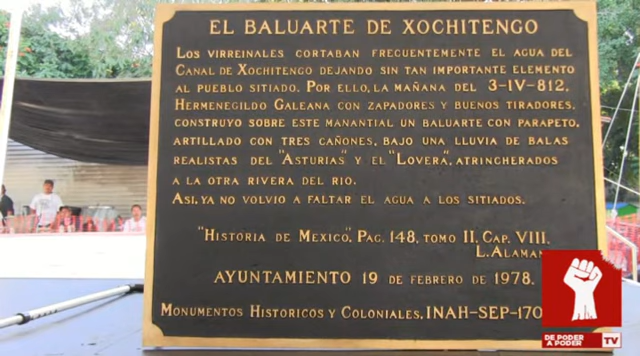 EL BALUARTE DE XOCHITENGO
LOS VIRREINALES CORTABAN FRECUENTEMENTE EL AGUA DEL
CANAL DE XOCHITENGO DEJANDO SIN TAN IMPORTANTE ELEMENTO
AL PUEBLO SITIADO. POR ELLO, LA MAÑANA DEL 3-IV-812,
HERMENEGILDO GALEANA CON ZAPADORES Y BUENOS TIRADORES,
CONSTRUYO SOBRE ESTE MANANTIAL UN BALUARTE CON PARAPETO,
ARTILLADO CON TRES CAÑONES, BAJO UNA LLUVIA DE BALAS
REALISTAS DEL "ASTURIAS" Y EL "LOVERA", ATRINCHERADOS
A LA OTRA RIVERA DEL RIO.
ASI, YA NO VOLVIO A FALTAR EL AGUA A LOS SITIADOS.
"HISTORIA DE MEXICO", PAG. 148, TOMO II, CAP. VIII,
L. ALAMAN
AYUNTAMIENTO 19 DE FEBRERO DE 1978.
MONUMENTOS HISTORICOS Y COLONIALES, INAH-SEP-170
DE PODER
A PODER TV